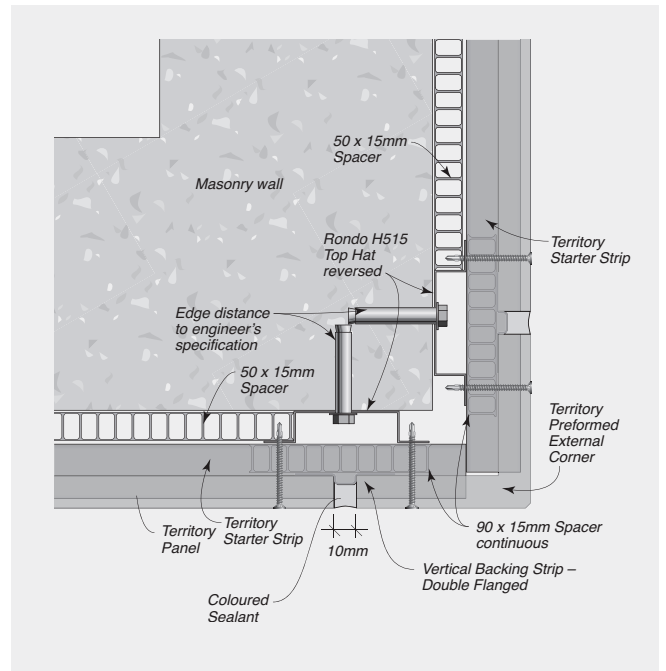 50 x 15mm
Spacer
Masonry wall
Rondo H515
Top Hat
reversed
Territory
Starter Strip
Edge distance
to engineer's
specification
50 x 15mm
Spacer
Territory
Preformed
External
Corner
Territory
Panel
Territory
Starter Strip
10mm
90 x 15mm Spacer
continuous
Vertical Backing Strip –
Double Flanged
Coloured
Sealant